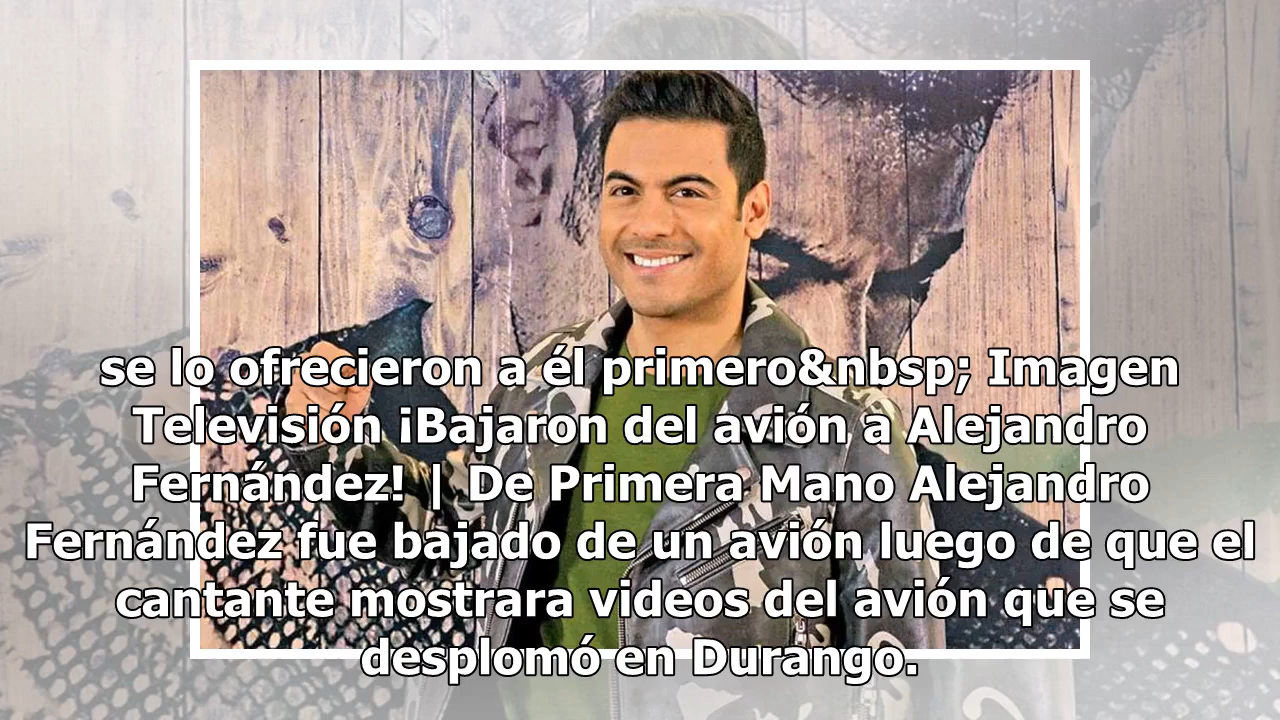 se lo ofrecieron a él primero&nbsp; Imagen
Televisión ¡Bajaron del avión a Alejandro
Fernández! | De Primera Mano Alejandro
Fernández fue bajado de un avión luego de que el
cantante mostrara videos del avión que se
desplomó en Durango.